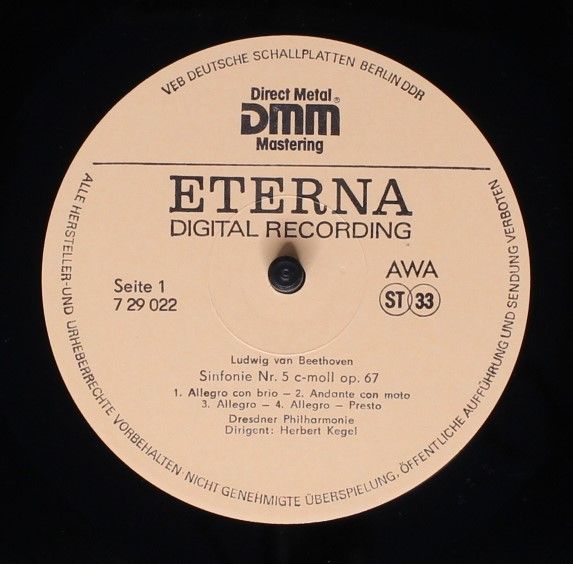 VEB DEUTSCHE SCHALLPLATTEN BERLIN DDR
Direct Metal®
DMM
Mastering
ETERNA
DIGITAL RECORDING
Seite 1
7 29 022
AWA
ST 33
Ludwig van Beethoven
Sinfonie Nr. 5 c-moll op. 67
1. Allegro con brio – 2. Andante con moto
3. Allegro – 4. Allegro – Presto
Dresdner Philharmonie
Dirigent: Herbert Kegel
ALLE HERSTELLER-UND URHEBERRECHTE VORBEHALTEN·NICHT GENEHMIGTE ÜBERSPIELUNG, ÖFFENTLICHE AUFFÜHRUNG UND SENDUNG VERBOTEN